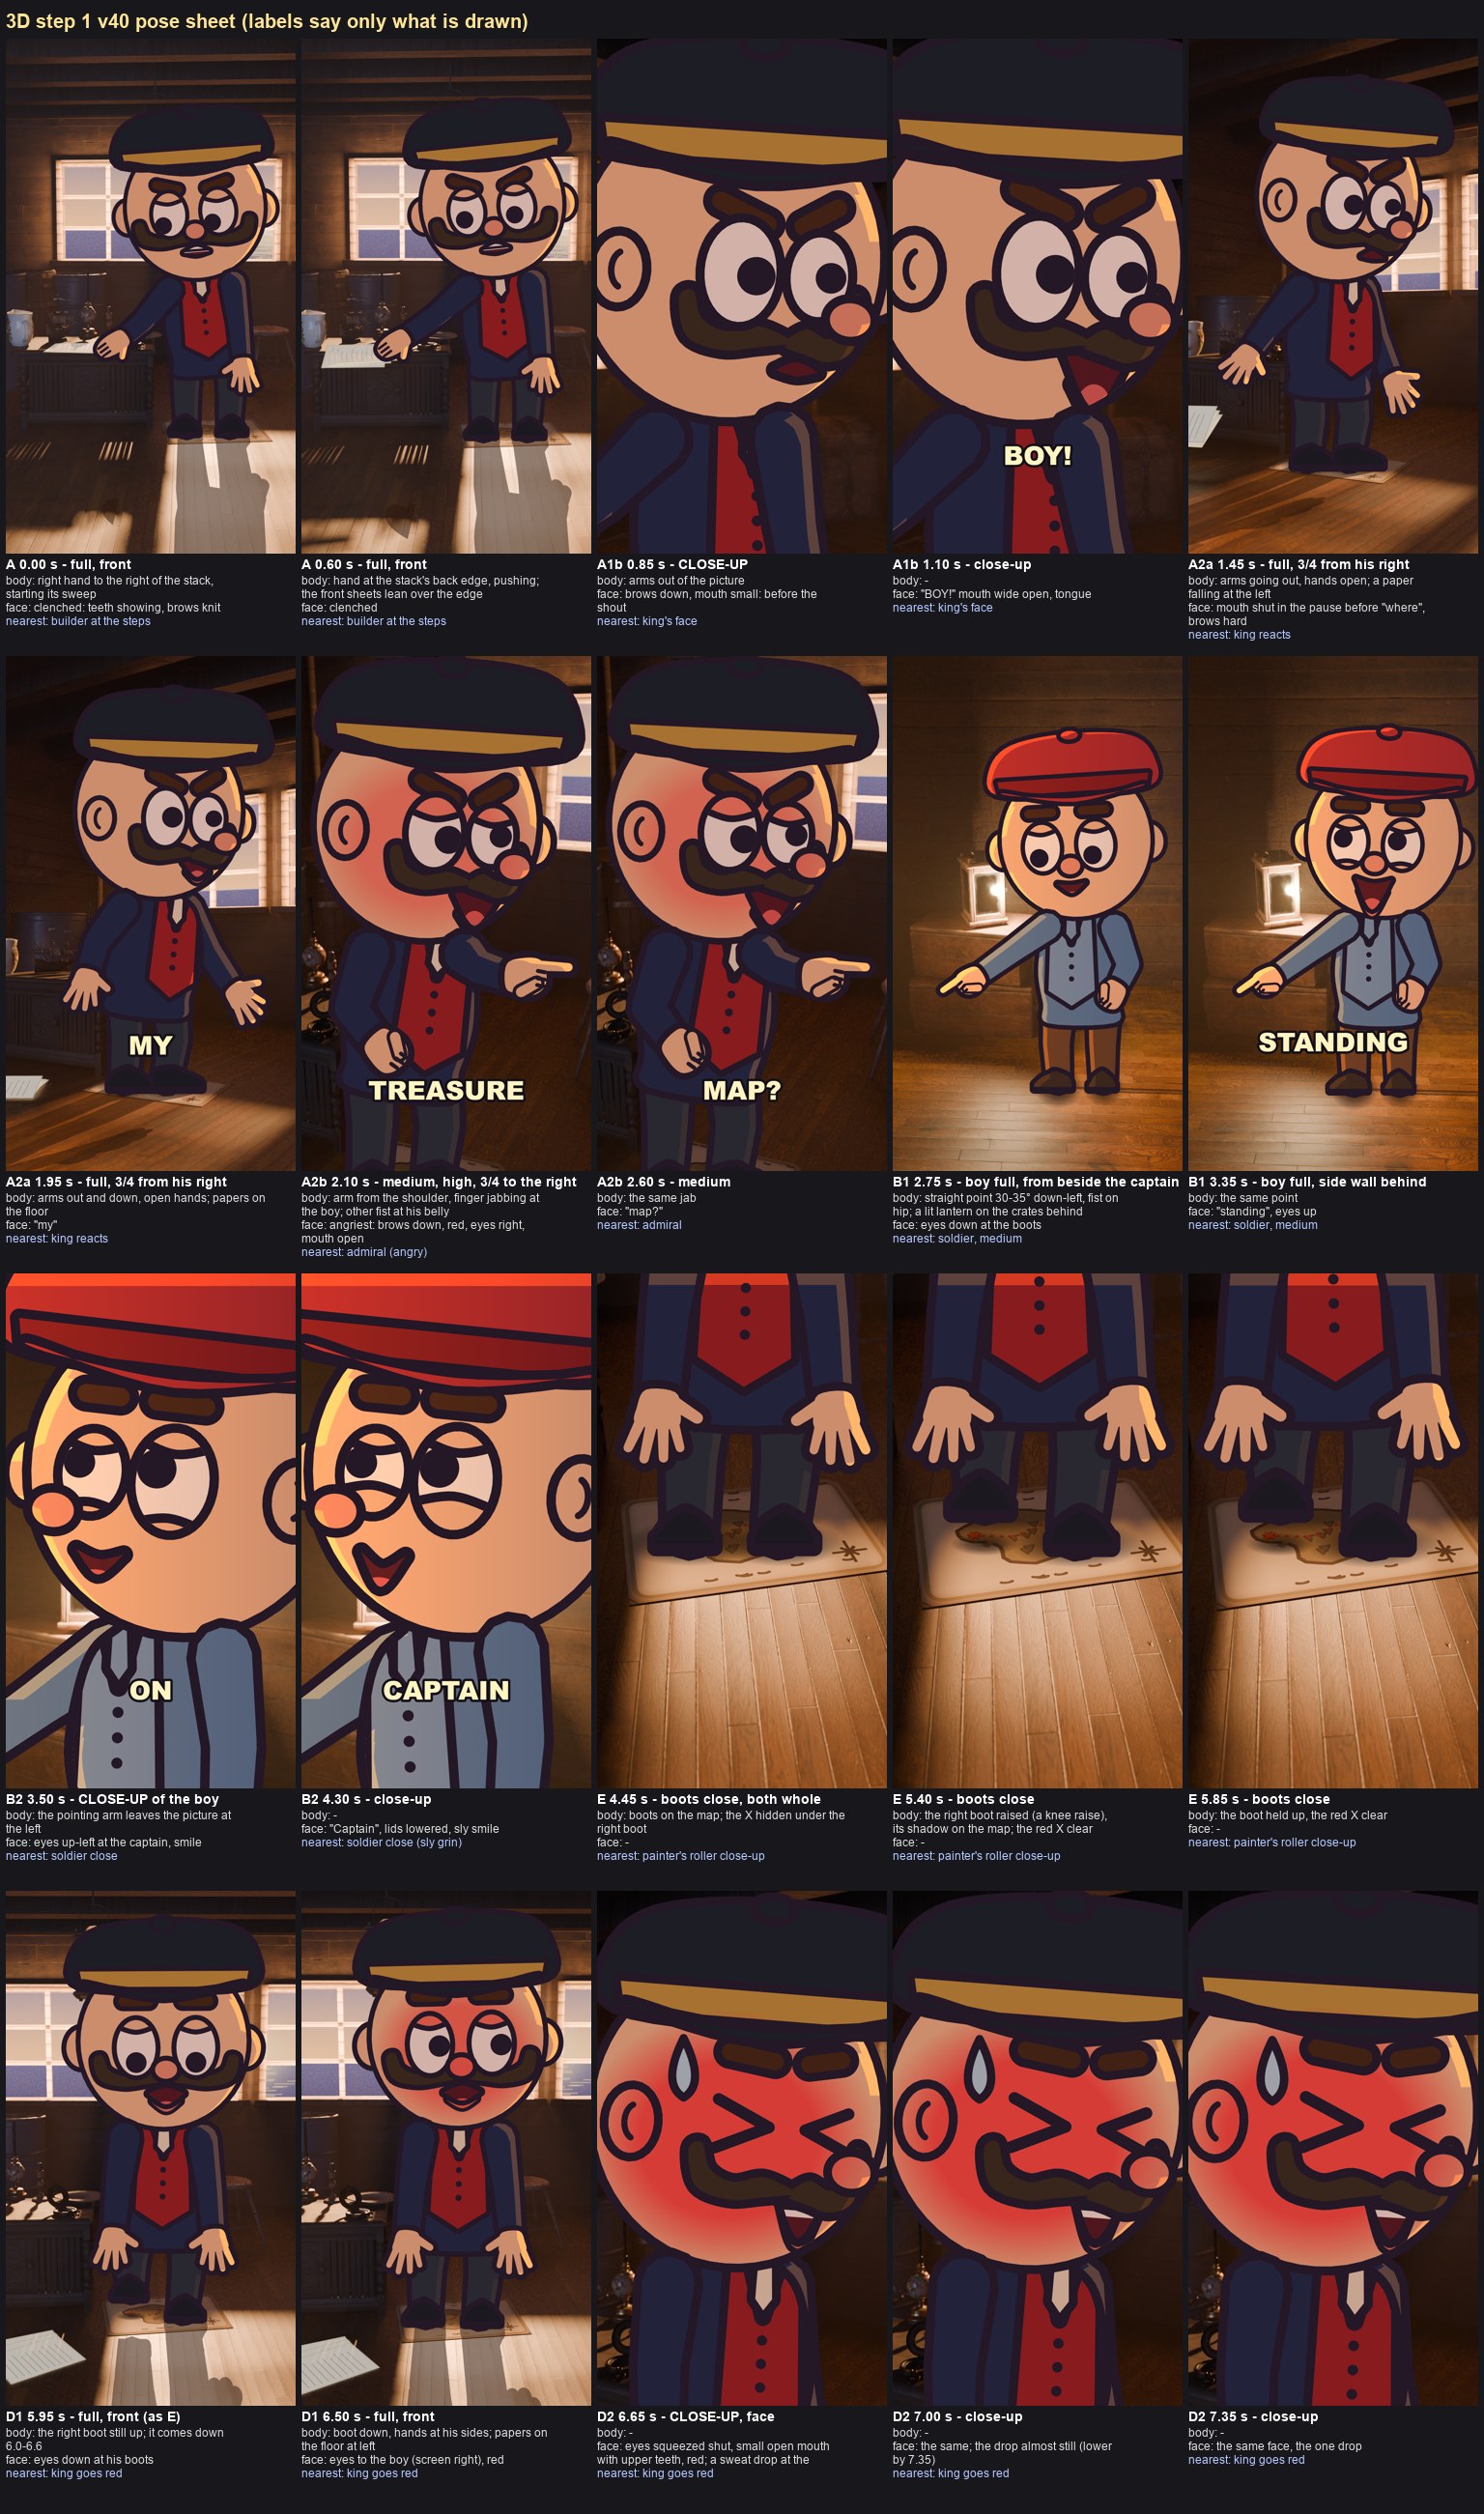 3D step 1 v40 pose sheet (labels say only what is drawn)
BOY!
A 0.00 s - full, front
body: right hand to the right of the stack,
starting its sweep
face: clenched: teeth showing, brows knit
nearest: builder at the steps
A 0.60 s - full, front
body: hand at the stack's back edge, pushing;
the front sheets lean over the edge
face: clenched
nearest: builder at the steps
A1b 0.85 s - CLOSE-UP
body: arms out of the picture
face: brows down, mouth small: before the
shout
nearest: king's face
A1b 1.10 s - close-up
body: -
face: "BOY!" mouth wide open, tongue
nearest: king's face
A2a 1.45 s - full, 3/4 from his right
body: arms going out, hands open; a paper
falling at the left
face: mouth shut in the pause before "where",
brows hard
nearest: king reacts
MY
TREASURE
MAP?
STANDING
A2a 1.95 s - full, 3/4 from his right
body: arms out and down, open hands; papers on
the floor
face: "my"
nearest: king reacts
A2b 2.10 s - medium, high, 3/4 to the right
body: arm from the shoulder, finger jabbing at
the boy; other fist at his belly
face: angriest: brows down, red, eyes right,
mouth open
nearest: admiral (angry)
A2b 2.60 s - medium
body: the same jab
face: "map?"
nearest: admiral
B1 2.75 s - boy full, from beside the captain
body: straight point 30-35° down-left, fist on
hip; a lit lantern on the crates behind
face: eyes down at the boots
nearest: soldier, medium
B1 3.35 s - boy full, side wall behind
body: the same point
face: "standing", eyes up
nearest: soldier, medium
ON
CAPTAIN
B2 3.50 s - CLOSE-UP of the boy
body: the pointing arm leaves the picture at
the left
face: eyes up-left at the captain, smile
nearest: soldier close
B2 4.30 s - close-up
body: -
face: "Captain", lids lowered, sly smile
nearest: soldier close (sly grin)
E 4.45 s - boots close, both whole
body: boots on the map; the X hidden under the
right boot
face: -
nearest: painter's roller close-up
E 5.40 s - boots close
body: the right boot raised (a knee raise),
its shadow on the map; the red X clear
face: -
nearest: painter's roller close-up
E 5.85 s - boots close
body: the boot held up, the red X clear
face: -
nearest: painter's roller close-up
D1 5.95 s - full, front (as E)
body: the right boot still up; it comes down
6.0-6.6
face: eyes down at his boots
nearest: king goes red
D1 6.50 s - full, front
body: boot down, hands at his sides; papers on
the floor at left
face: eyes to the boy (screen right), red
nearest: king goes red
D2 6.65 s - CLOSE-UP, face
body: -
face: eyes squeezed shut, small open mouth
with upper teeth, red; a sweat drop at the
nearest: king goes red
D2 7.00 s - close-up
body: -
face: the same; the drop almost still (lower
by 7.35)
nearest: king goes red
D2 7.35 s - close-up
body: -
face: the same face, the one drop
nearest: king goes red